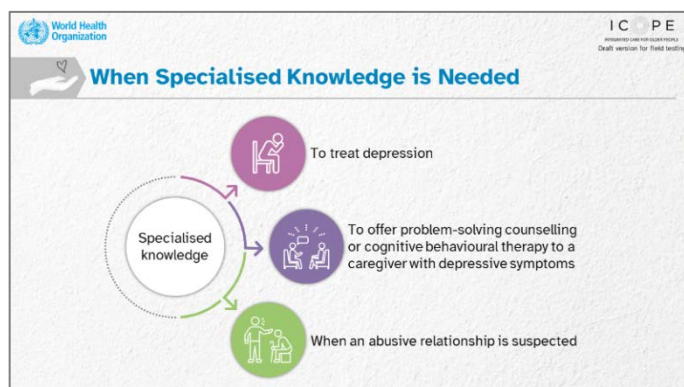 World Health
Organization
ICOPE
INTEGRATED CARE FOR OLDER PEOPLE
Draft version for field testing
When Specialised Knowledge is Needed
To treat depression
Specialised
knowledge
To offer problem-solving counselling
or cognitive behavioural therapy to a
caregiver with depressive symptoms
When an abusive relationship is suspected